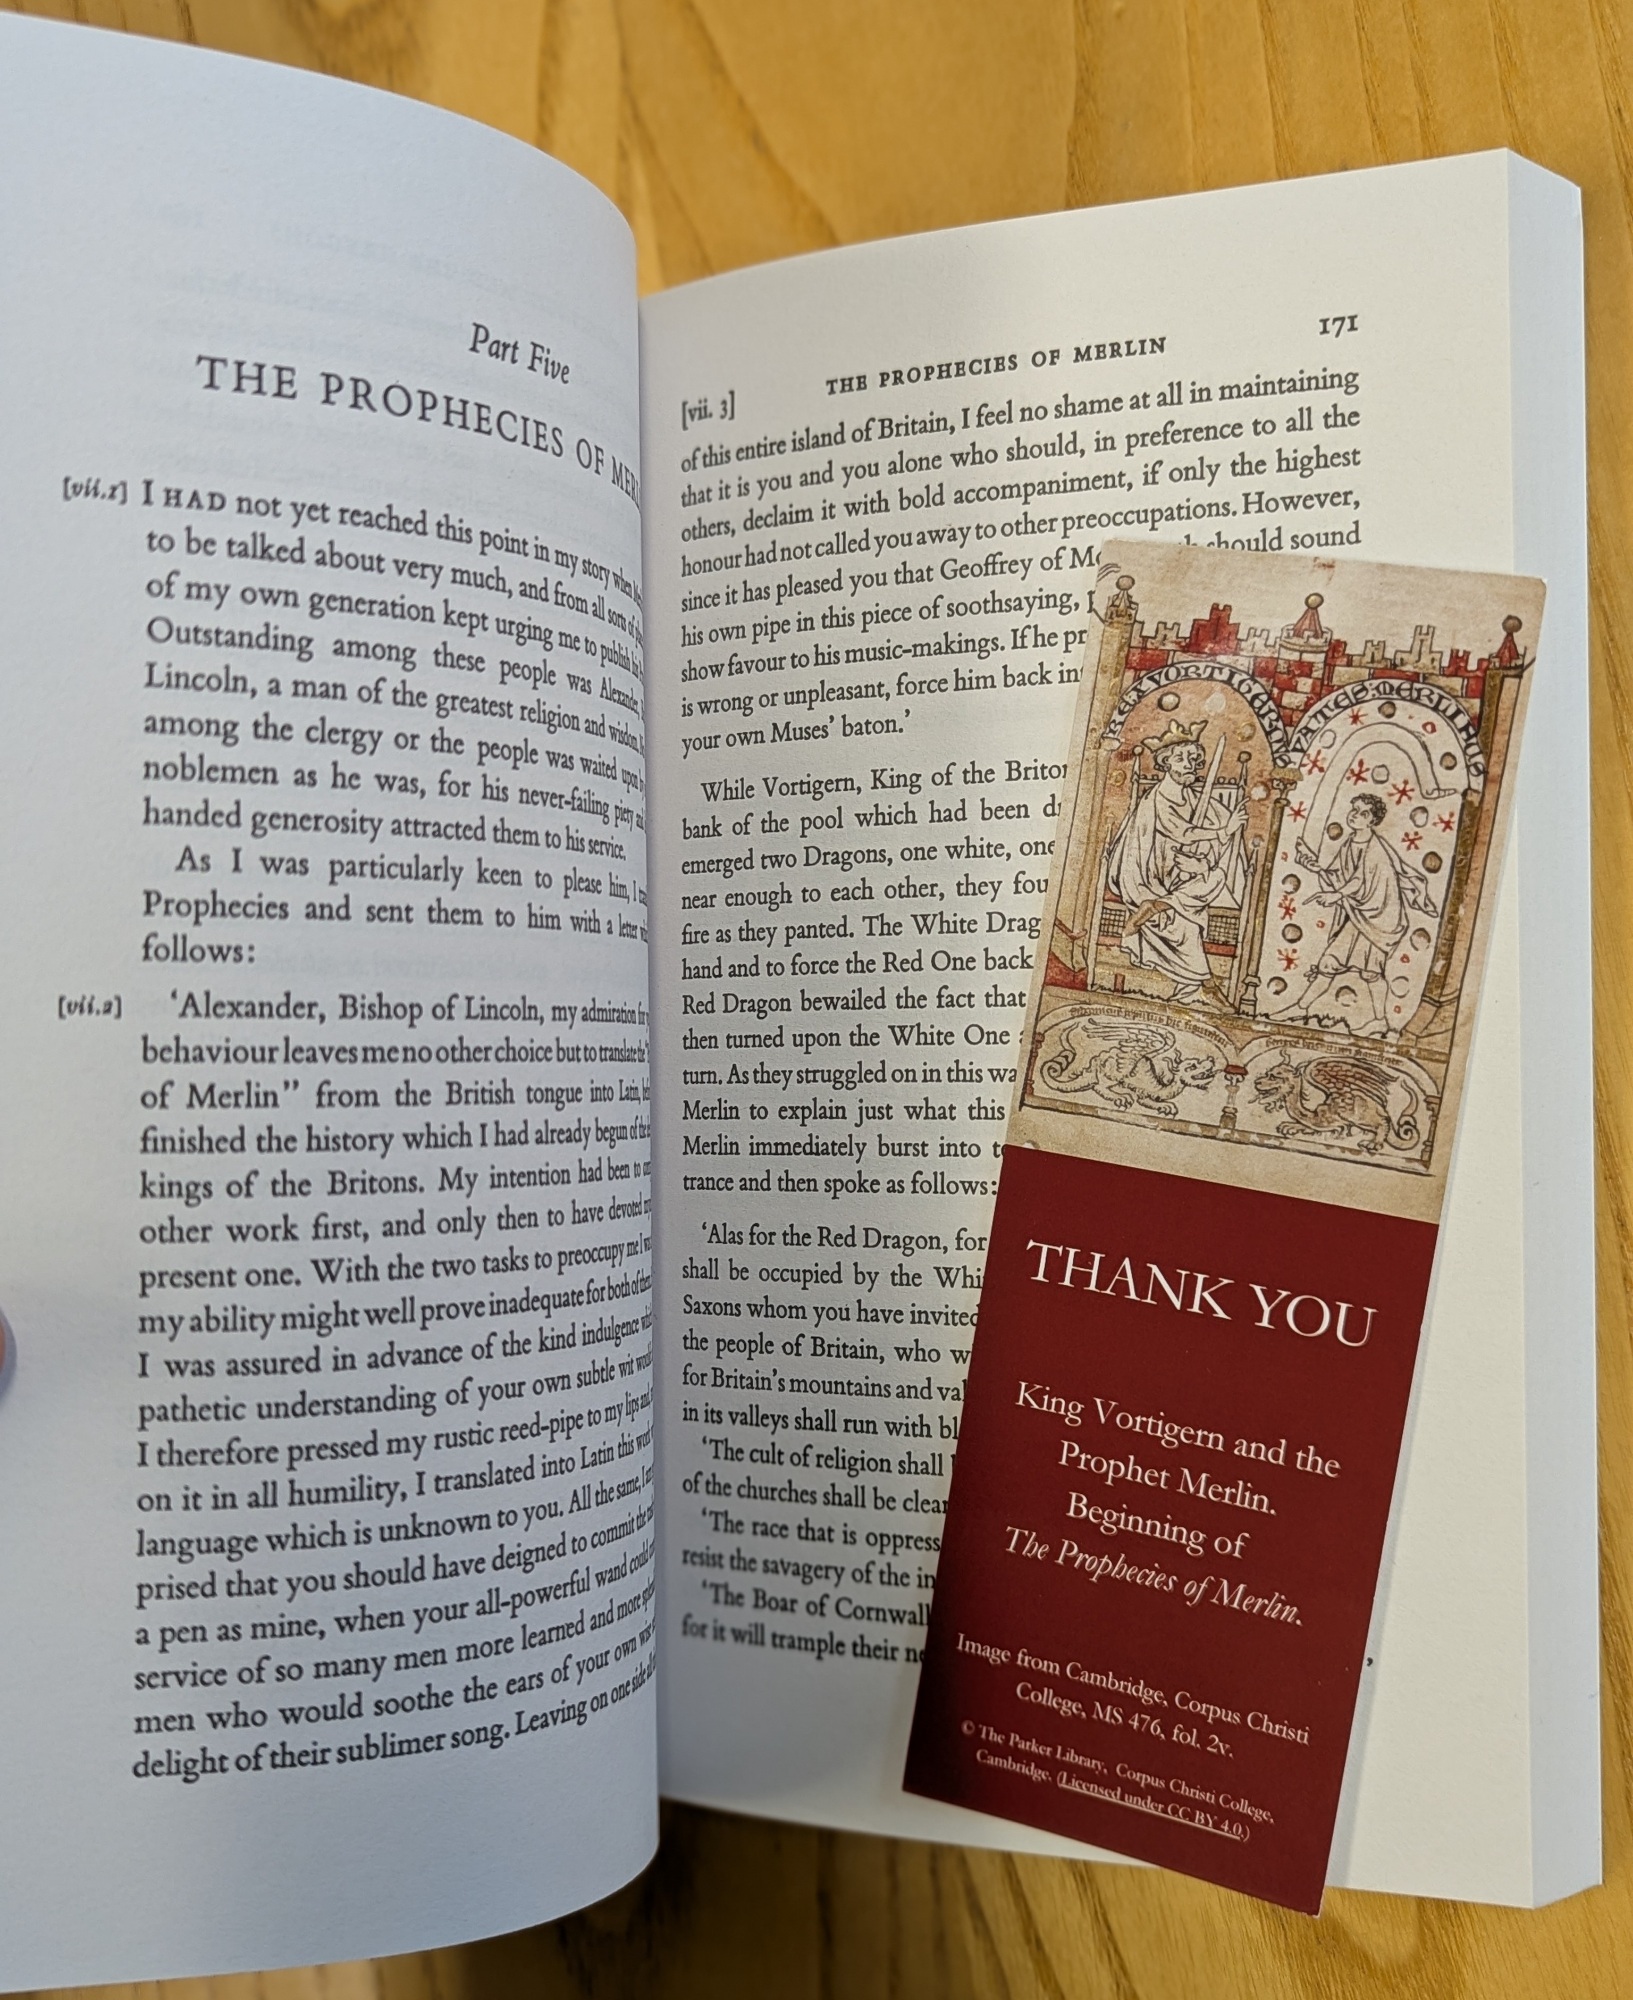 Part Five
THE PROPHECIES OF
[vii.1] I HAD not yet reached this point in my story when
to be talked about very much, and from all sorts of
of my own generation kept urging me to publish
Outstanding among these people was Alexander,
Lincoln, a man of the greatest religion and wisdom.
among the clergy or the people was waited upon
noblemen as he was, for his never-failing piety and
handed generosity attracted them to his service.
As I was particularly keen to please him, I
Prophecies and sent them to him with a letter
follows:
[vii.2] ‘Alexander, Bishop of Lincoln, my admiration
behaviour leaves me no other choice but to translate
of Merlin” from the British tongue into Latin,
finished the history which I had already begun of the
kings of the Britons. My intention had been to
other work first, and only then to have devoted
present one. With the two tasks to preoccupy me I
my ability might well prove inadequate for both of them.
I was assured in advance of the kind indulgence
pathetic understanding of your own subtle wit
I therefore pressed my rustic reed-pipe to my lips and,
on it in all humility, I translated into Latin this work
language which is unknown to you. All the same, I
prised that you should have deigned to commit the
a pen as mine, when your all-powerful wand could
service of so many men more learned and more
men who would soothe the ears of your own
delight of their sublimer song. Leaving on one side
171
THE PROPHECIES OF MERLIN
[vii. 3]
of this entire island of Britain, I feel no shame at all in maintaining
that it is you and you alone who should, in preference to all the
others, declaim it with bold accompaniment, if only the highest
honour had not called you away to other preoccupations. However,
since it has pleased you that Geoffrey of should sound
his own pipe in this piece of soothsaying,
show favour to his music-makings. If he
is wrong or unpleasant, force him back
your own Muses’ baton.’
While Vortigern, King of the
bank of the pool which had been
emerged two Dragons, one white, one
near enough to each other, they
fire as they panted. The White
hand and to force the Red One back
Red Dragon bewailed the fact that
then turned upon the White One
turn. As they struggled on in this
Merlin to explain just what this
Merlin immediately burst into
trance and then spoke as follows:
‘Alas for the Red Dragon, for
shall be occupied by the
Saxons whom you have invited
the people of Britain, who
for Britain’s mountains and
in its valleys shall run with
‘The cult of religion shall
of the churches shall be
‘The race that is
resist the savagery of the
‘The Boar of Cornwall
for it will trample their
REX VORTIGERNUS
VATES MERLINUS
THANK YOU
King Vortigern and the
Prophet Merlin.
Beginning of
The Prophecies of Merlin.
Image from Cambridge, Corpus Christi
College, MS 476, fol. 2v.
© The Parker Library, Corpus Christi College,
Cambridge. (Licensed under CC BY 4.0.)